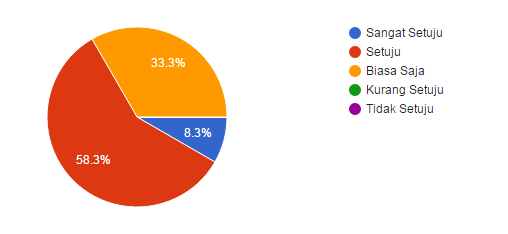 33.3%
8.3%
58.3%
Sangat Setuju
Setuju
Biasa Saja
Kurang Setuju
Tidak Setuju